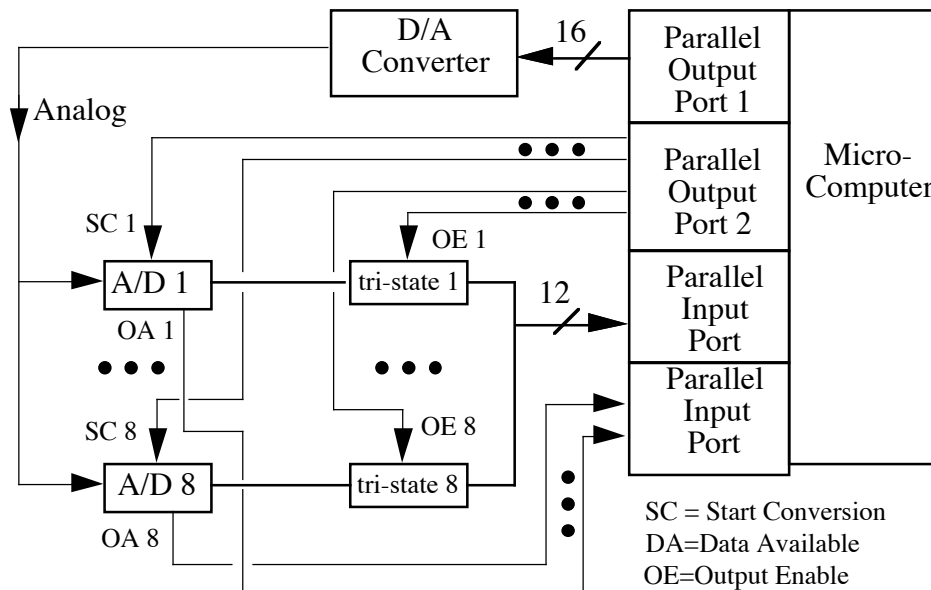 D/A
Converter
16
Parallel
Output
Port 1
Analog
Parallel
Output
Port 2
Micro-
Computer
SC 1
OE 1
A/D 1
tri-state 1
12
Parallel
Input
Port
OA 1
Parallel
Input
Port
SC 8
OE 8
A/D 8
tri-state 8
OA 8
SC = Start Conversion
DA=Data Available
OE=Output Enable